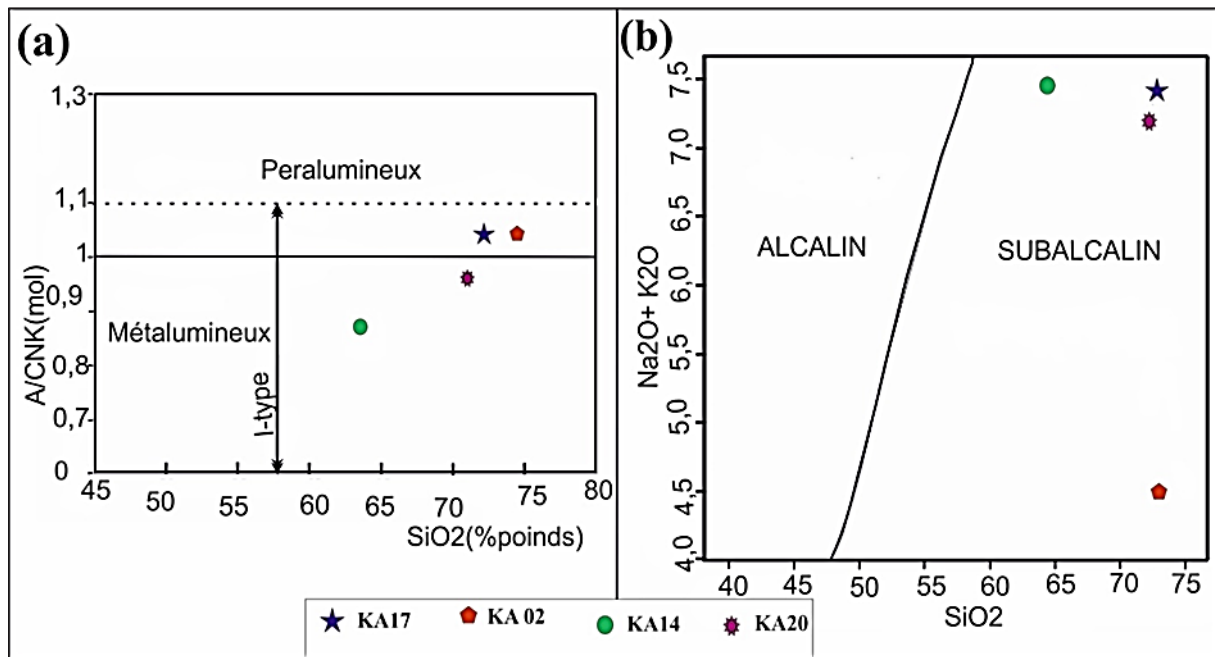 (a)
1,3
Peralumineux
1,1
1
0,9
Métalumineux
0,8
0,7
0
A/CNK(mol)
I-type
45 50 55 60 65 70 75 80
SiO2(%poinds)
(b)
7,5
7,0
6,5
ALCALIN SUBALCALIN
6,0
5,5
5,0
4,5
4,0
Na2O+ K2O
40 45 50 55 60 65 70 75
SiO2
KA17 KA 02 KA14 KA20